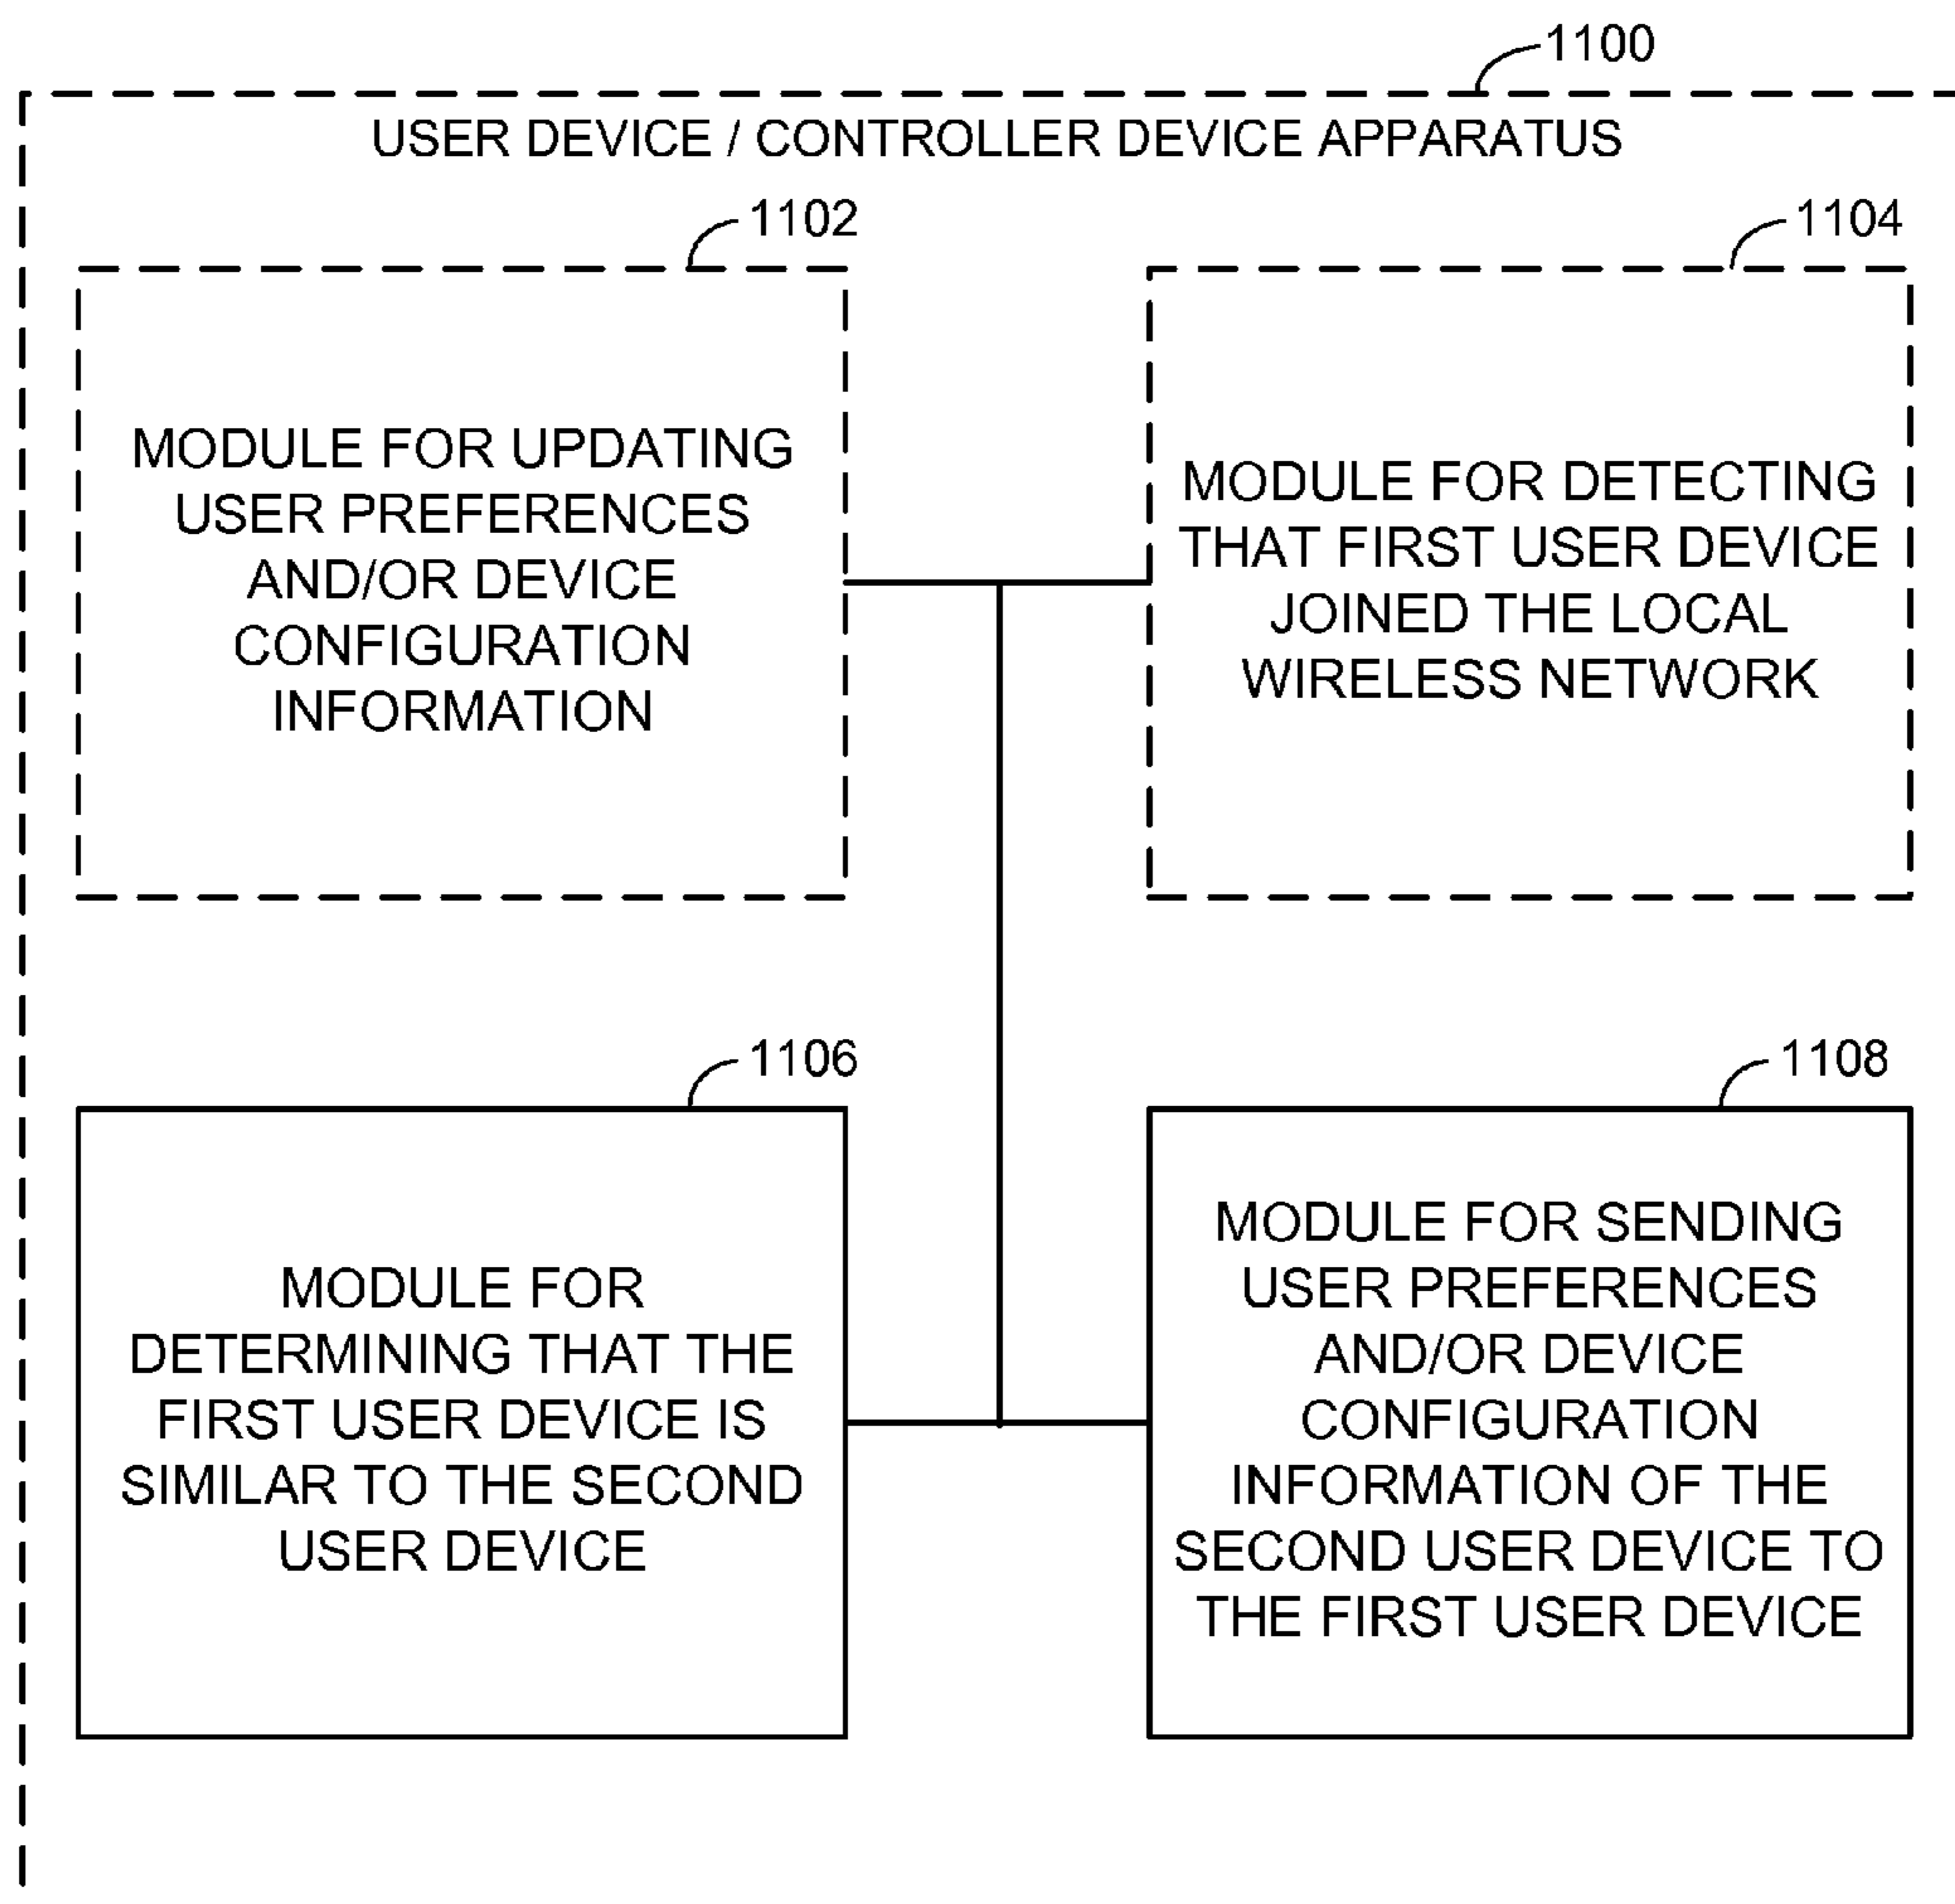 1100
USER DEVICE / CONTROLLER DEVICE APPARATUS
1102
MODULE FOR UPDATING
USER PREFERENCES
AND/OR DEVICE
CONFIGURATION
INFORMATION
1104
MODULE FOR DETECTING
THAT FIRST USER DEVICE
JOINED THE LOCAL
WIRELESS NETWORK
1106
MODULE FOR
DETERMINING THAT THE
FIRST USER DEVICE IS
SIMILAR TO THE SECOND
USER DEVICE
1108
MODULE FOR SENDING
USER PREFERENCES
AND/OR DEVICE
CONFIGURATION
INFORMATION OF THE
SECOND USER DEVICE TO
THE FIRST USER DEVICE